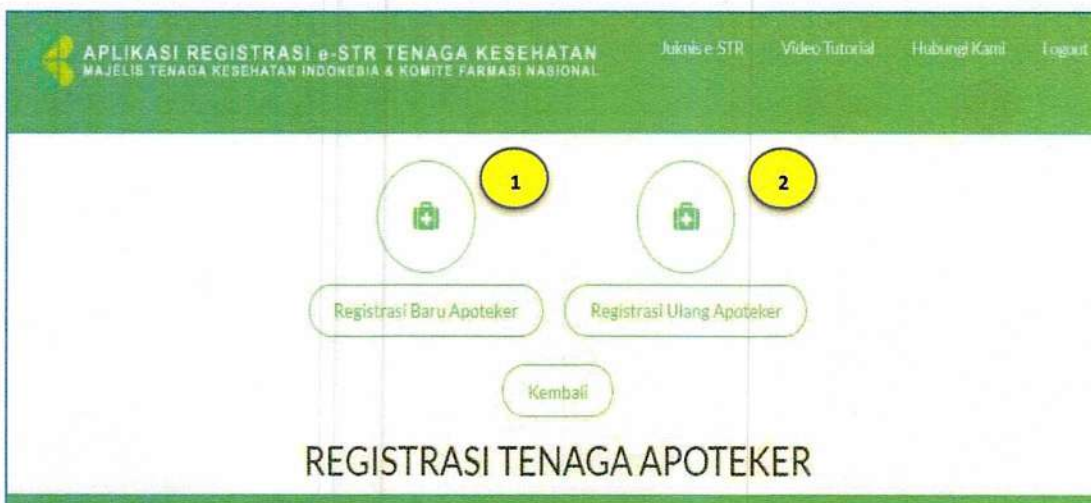 APLIKASI REGISTRASI e-STR TENAGA KESEHATAN
MAJELIS TENAGA KESEHATAN INDONESIA & KOMITE FARMASI NASIONAL
Juknis e-STR Video Tutorial Hubungi Kami Logout
1 2
Registrasi Baru Apoteker Registrasi Ulang Apoteker
Kembali
REGISTRASI TENAGA APOTEKER